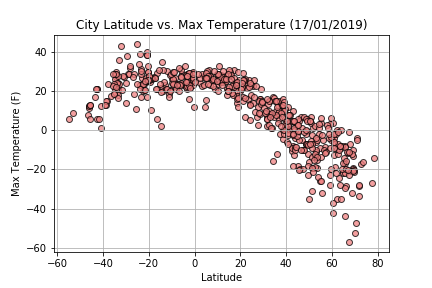 City Latitude vs. Max Temperature (17/01/2019)
Max Temperature (F)
40
20
0
−20
−40
−60
−60 −40 −20 0 20 40 60 80
Latitude